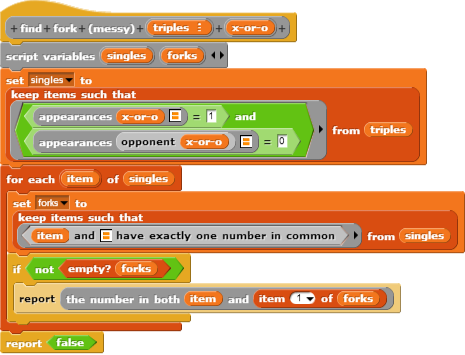 + find + fork + (messy) + triples ⋮ + x-or-o +
script variables singles forks
set singles to
keep items such that
appearances x-or-o = 1 and
appearances opponent x-or-o = 0
from triples
for each item of singles
set forks to
keep items such that
item and have exactly one number in common from singles
if not empty? forks
report the number in both item and item 1 of forks
report false